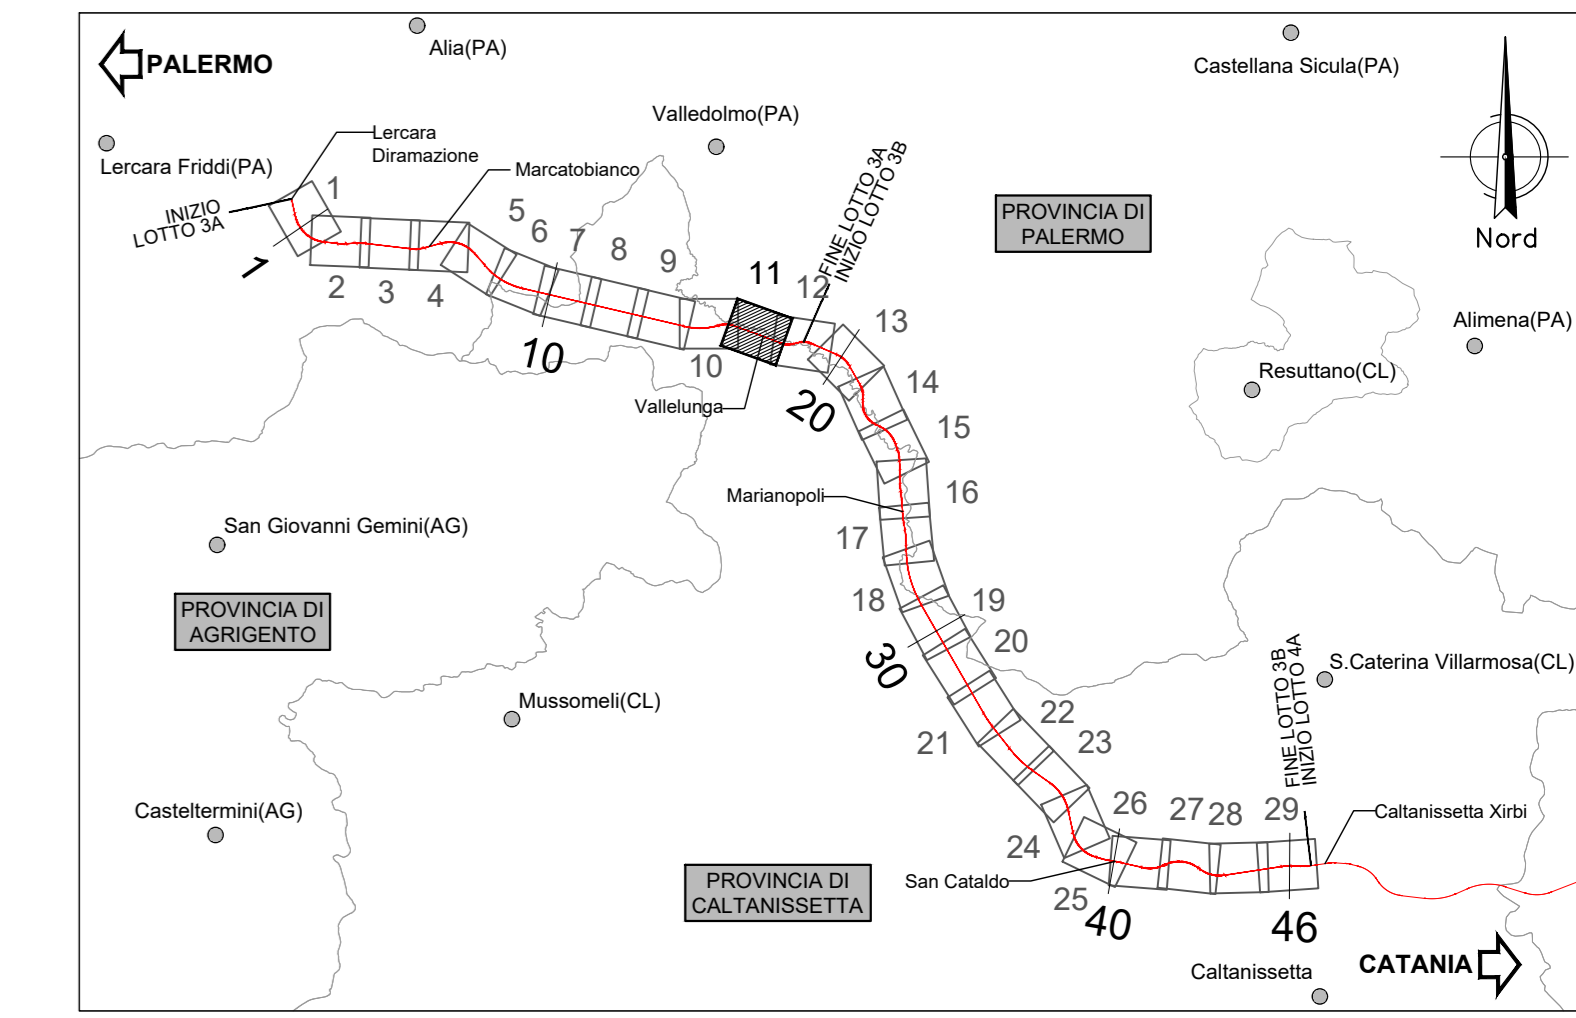 Alia(PA)
PALERMO
Castellana Sicula(PA)
Valledolmo(PA)
Lercara
Diramazione
Lercara Friddi(PA)
Marcatobianco
INIZIO
LOTTO 3A
FINE LOTTO 3A
INIZIO LOTTO 3B
PROVINCIA DI
PALERMO
Nord
1
1
2
3
4
5
6
7
8
9
10
10
11
12
13
14
15
16
17
18
19
20
20
21
22
23
24
25
26
27
28
29
30
40
46
Alimena(PA)
Resuttano(CL)
Vallelunga
Marianopoli
San Giovanni Gemini(AG)
PROVINCIA DI
AGRIGENTO
S.Caterina Villarmosa(CL)
FINE LOTTO 3B
INIZIO LOTTO 4A
Mussomeli(CL)
Casteltermini(AG)
Caltanissetta Xirbi
San Cataldo
PROVINCIA DI
CALTANISSETTA
Caltanissetta
CATANIA